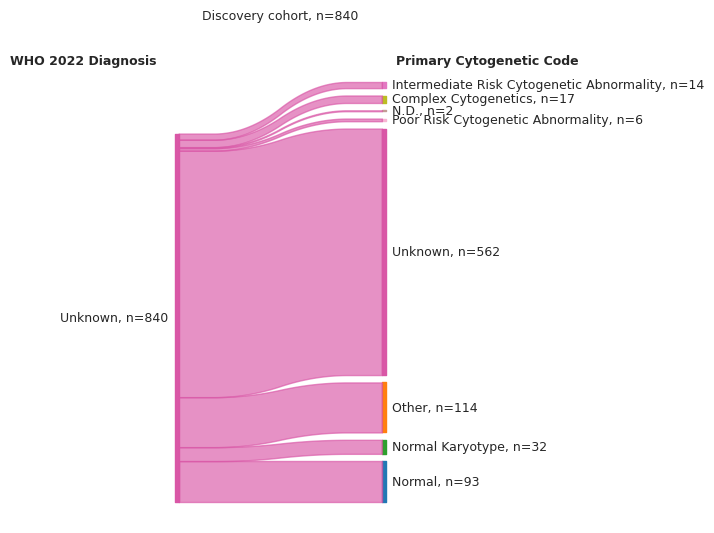 Discovery cohort, n=840
WHO 2022 Diagnosis
Primary Cytogenetic Code
Intermediate Risk Cytogenetic Abnormality, n=14
Complex Cytogenetics, n=17
N.D., n=2
Poor Risk Cytogenetic Abnormality, n=6
Unknown, n=562
Unknown, n=840
Other, n=114
Normal Karyotype, n=32
Normal, n=93